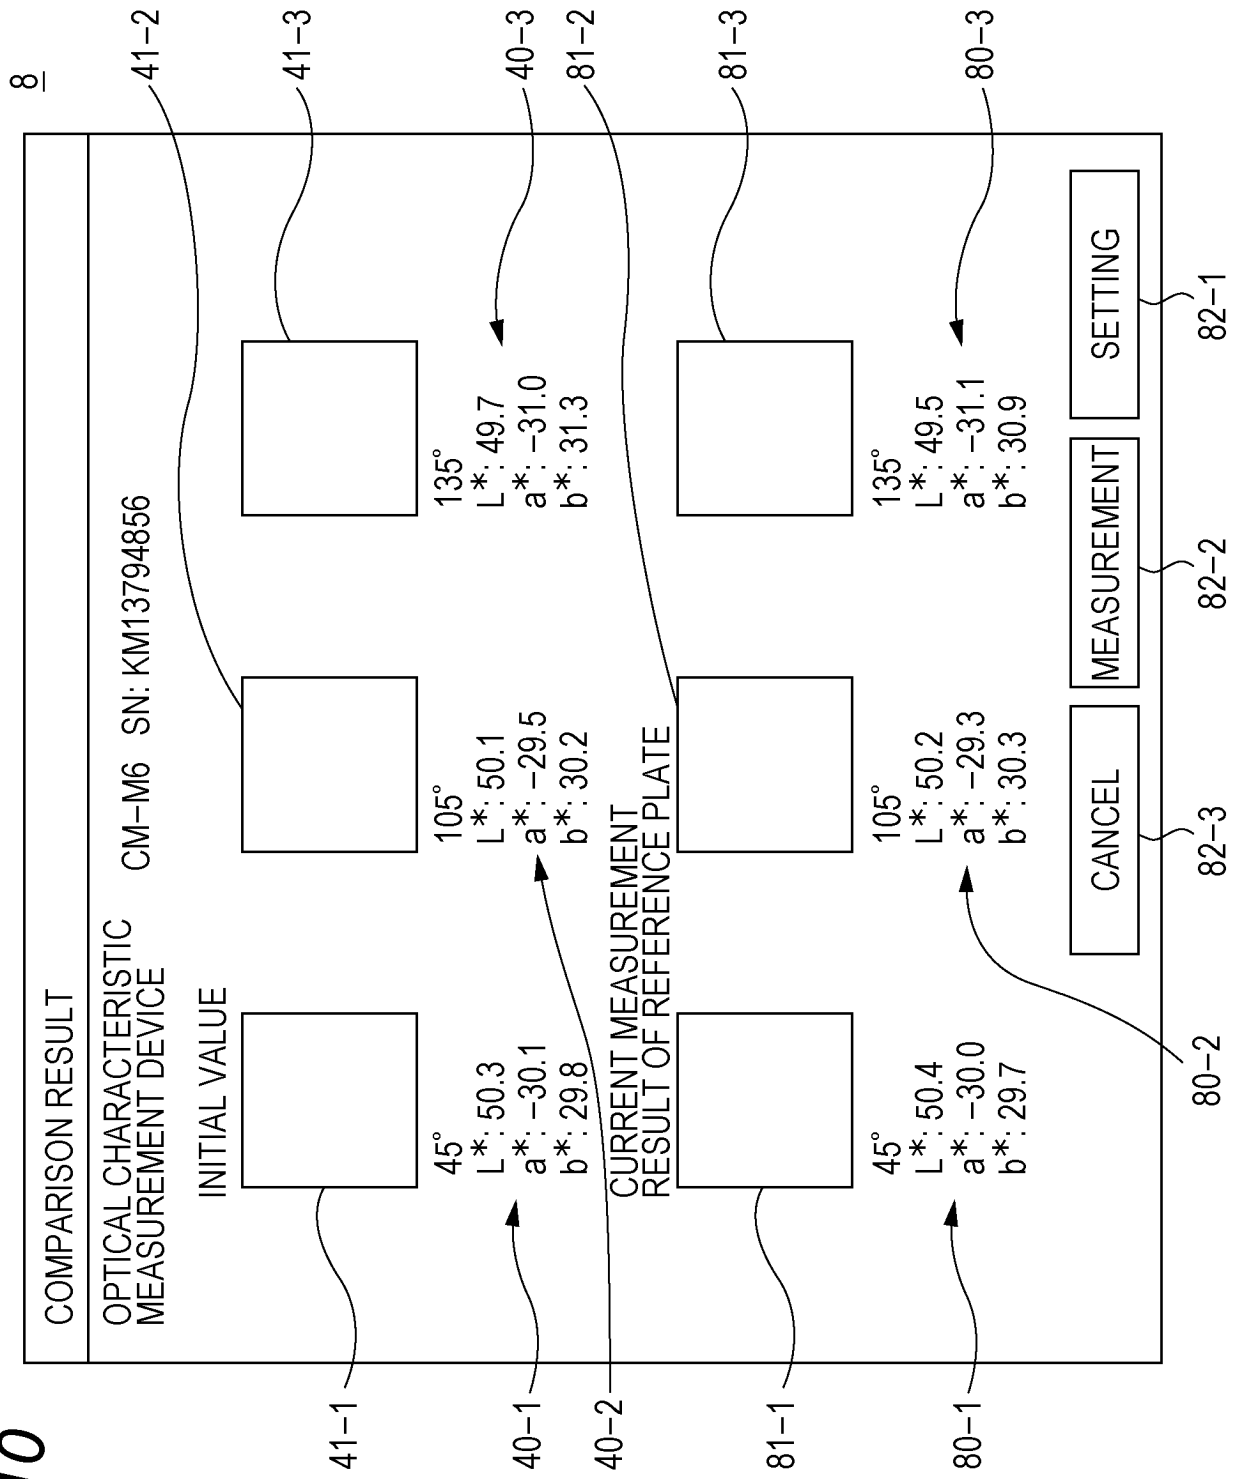 10
8
COMPARISON RESULT
OPTICAL CHARACTERISTIC
MEASUREMENT DEVICE
CM-M6 SN: KM13794856
INITIAL VALUE
41-1
41-2
41-3
45°
L*: 50.3
a*: -30.1
b*: 29.8
105°
L*: 50.1
a*: -29.5
b*: 30.2
135°
L*: 49.7
a*: -31.0
b*: 31.3
40-1
40-2
40-3
CURRENT MEASUREMENT
RESULT OF REFERENCE PLATE
81-1
81-2
81-3
45°
L*: 50.4
a*: -30.0
b*: 29.7
105°
L*: 50.2
a*: -29.3
b*: 30.3
135°
L*: 49.5
a*: -31.1
b*: 30.9
80-1
80-2
80-3
CANCEL
MEASUREMENT
SETTING
82-3
82-2
82-1